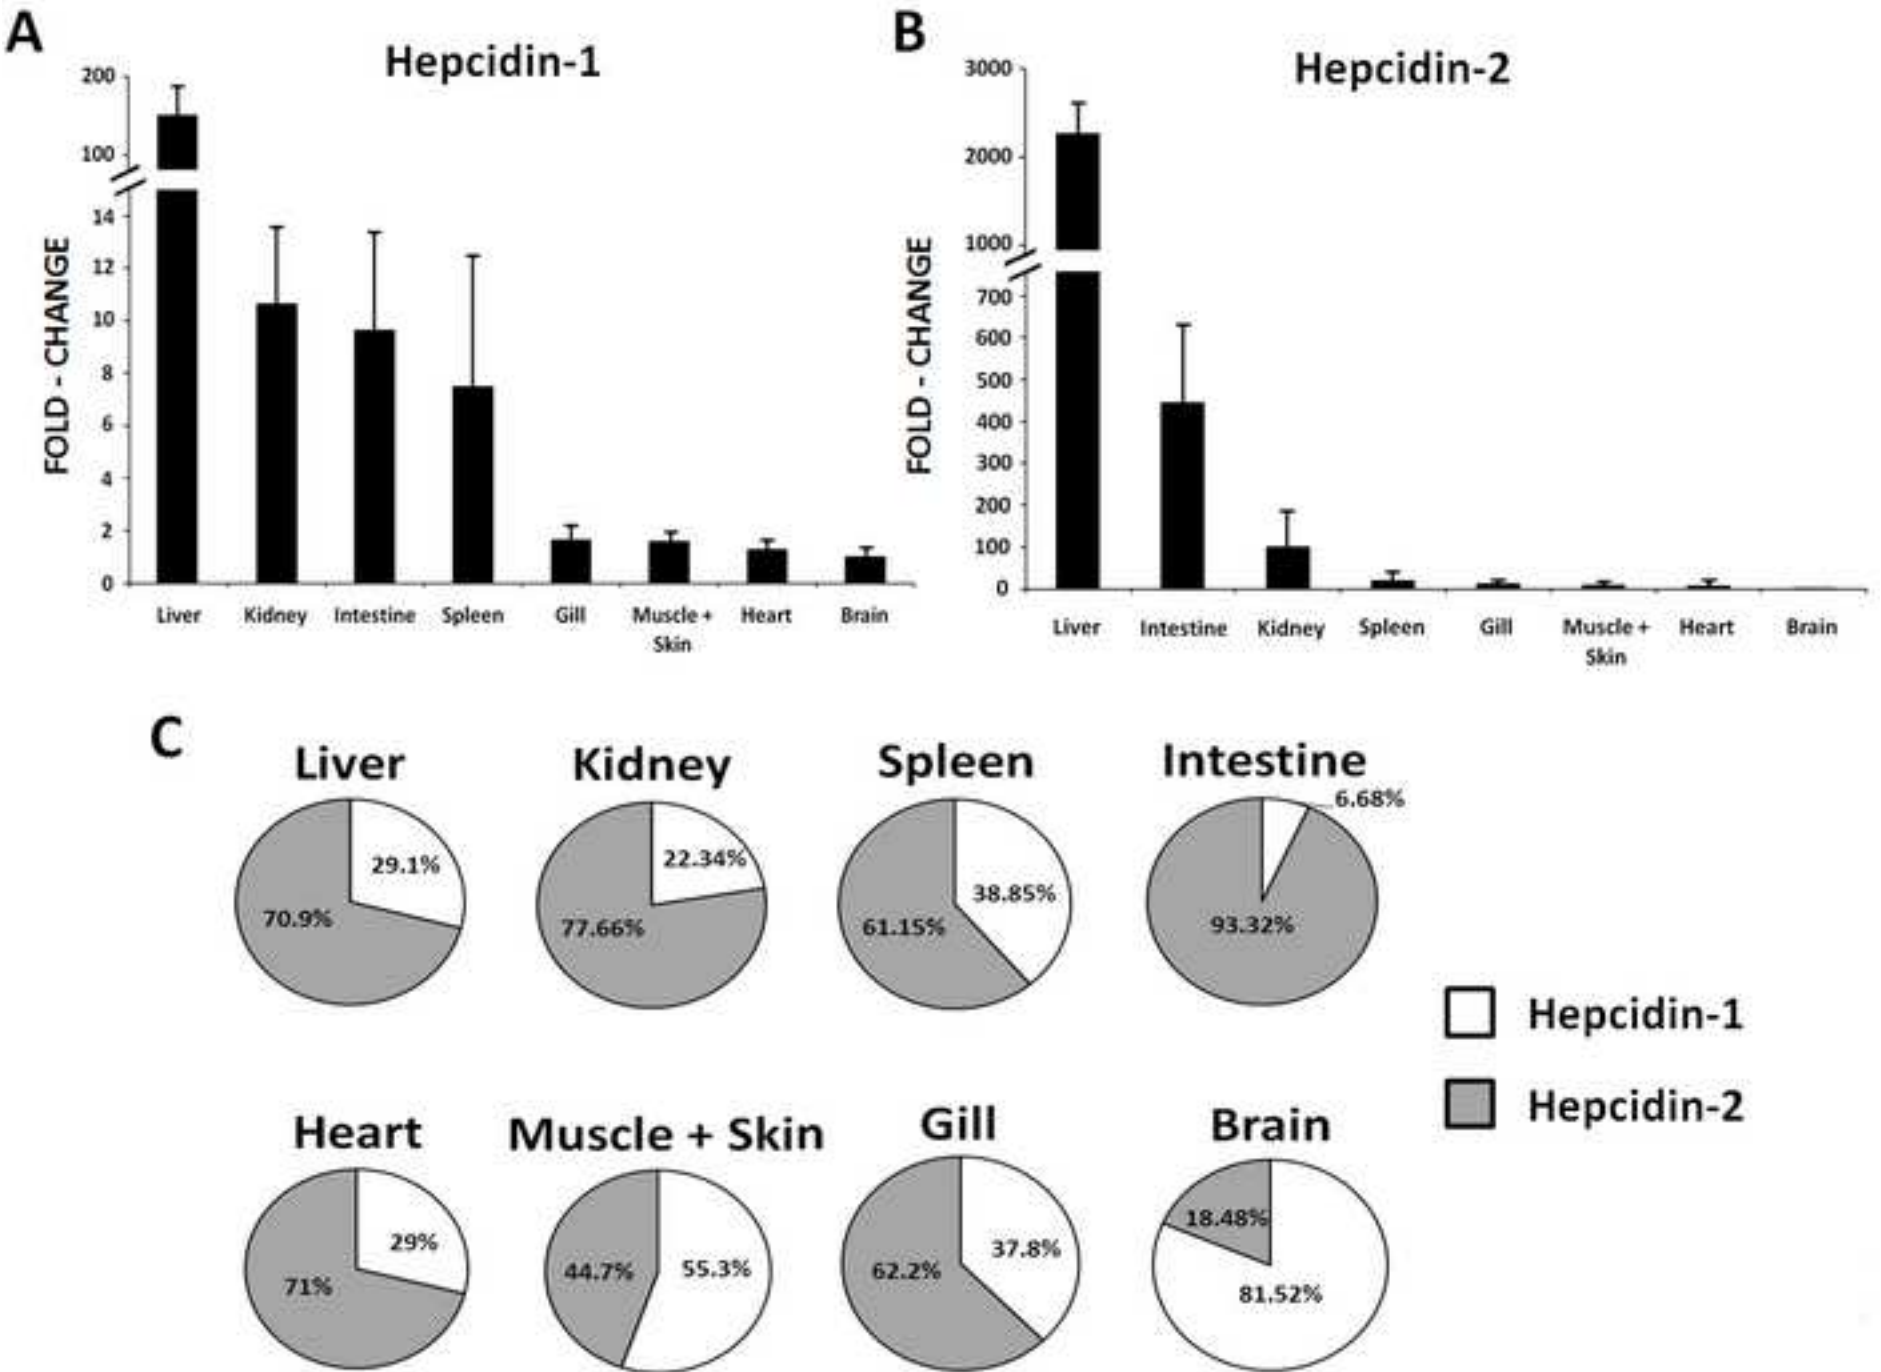 A
Hepcidin-1
FOLD - CHANGE
200
100
14
12
10
8
6
4
2
0
Liver Kidney Intestine Spleen Gill Muscle + Skin Heart Brain
B
Hepcidin-2
FOLD - CHANGE
3000
2000
1000
700
600
500
400
300
200
100
0
Liver Intestine Kidney Spleen Gill Muscle + Skin Heart Brain
C
Liver
29.1%
70.9%
Kidney
22.34%
77.66%
Spleen
38.85%
61.15%
Intestine
6.68%
93.32%
Hepcidin-1
Hepcidin-2
Heart
29%
71%
Muscle + Skin
44.7%
55.3%
Gill
37.8%
62.2%
Brain
18.48%
81.52%